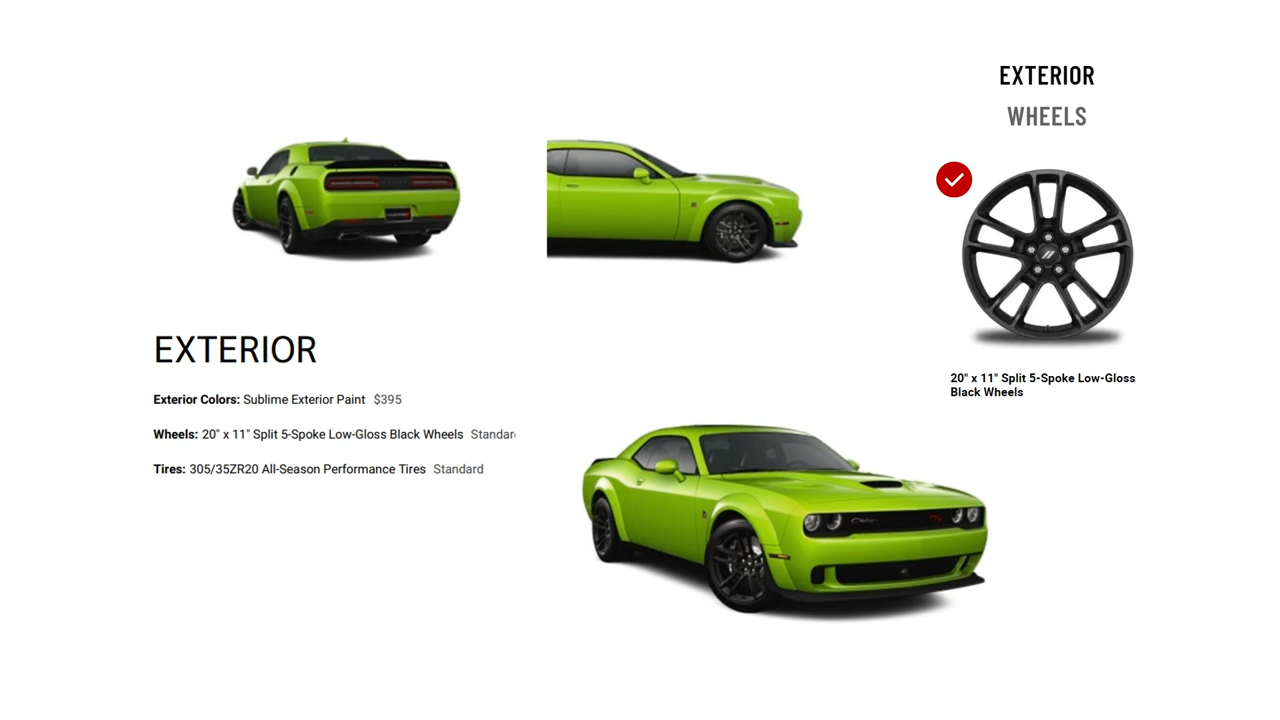 EXTERIOR
WHEELS
20" x 11" Split 5-Spoke Low-Gloss
Black Wheels
EXTERIOR
Exterior Colors: Sublime Exterior Paint $395
Wheels: 20" x 11" Split 5-Spoke Low-Gloss Black Wheels Standar
Tires: 305/35ZR20 All-Season Performance Tires Standard